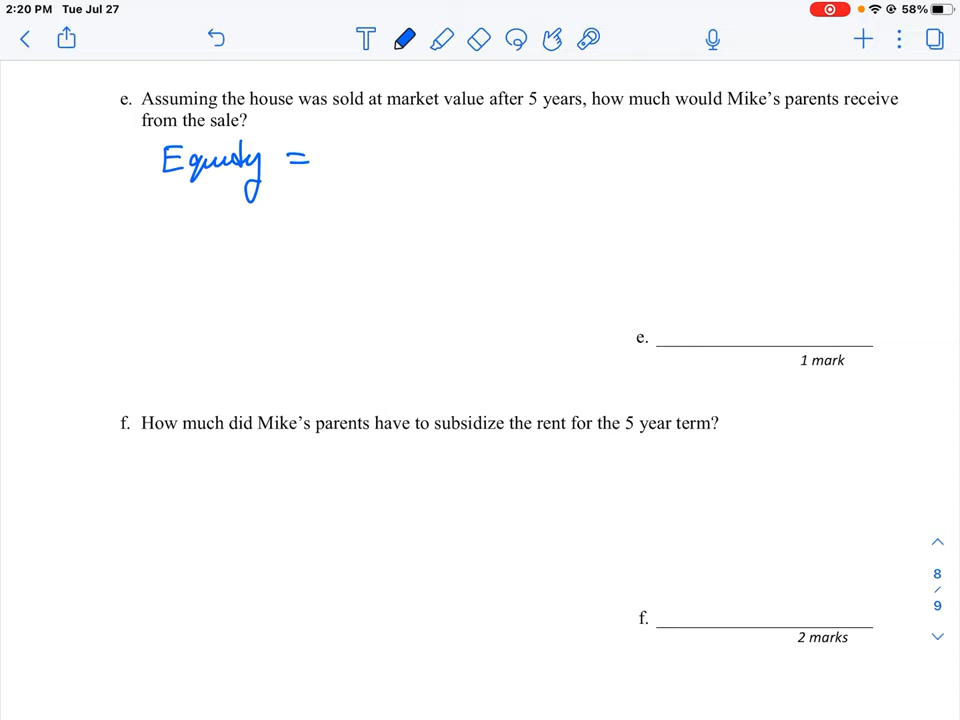 2:20 PM Tue Jul 27 58%
T
e. Assuming the house was sold at market value after 5 years, how much would Mike's parents receive
from the sale?
Equity =
e. ____________________
1 mark
f. How much did Mike's parents have to subsidize the rent for the 5 year term?
8
/
9
f. ____________________
2 marks